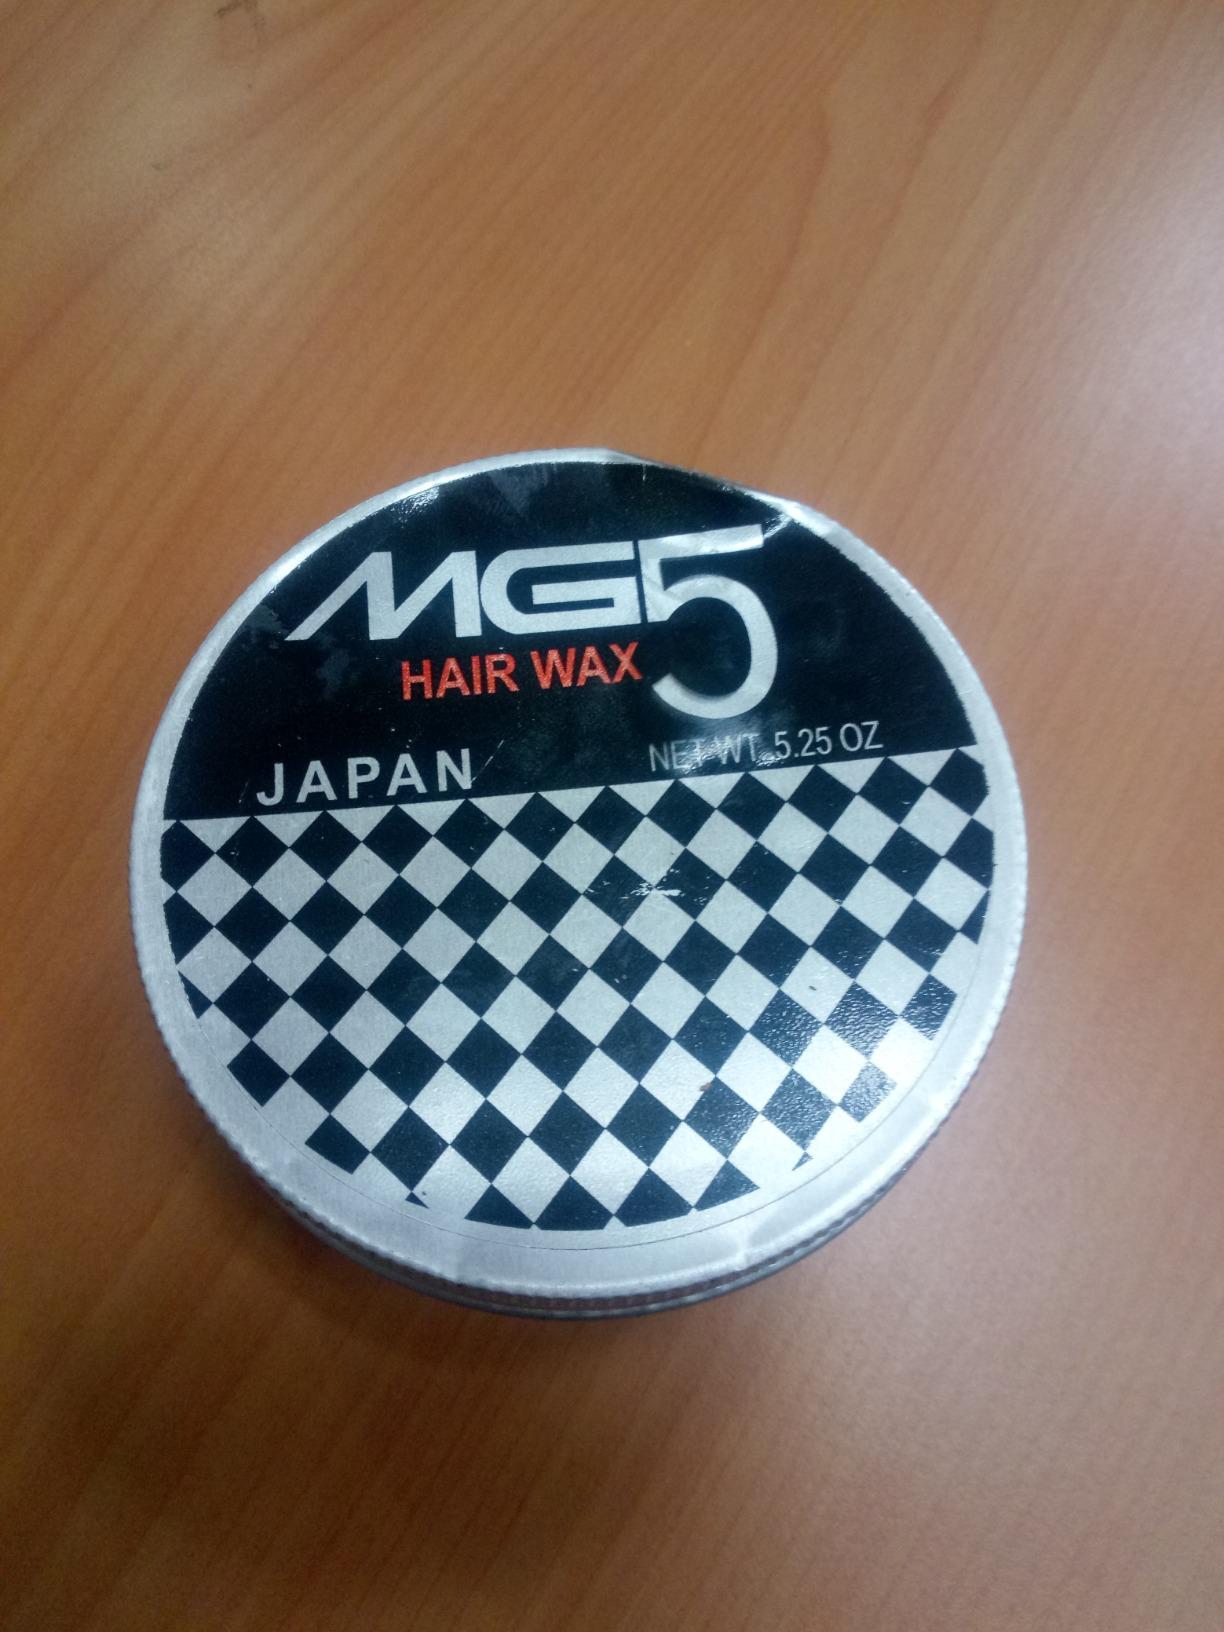 MG5
HAIR WAX
JAPAN
NET WT. 5.25 OZ